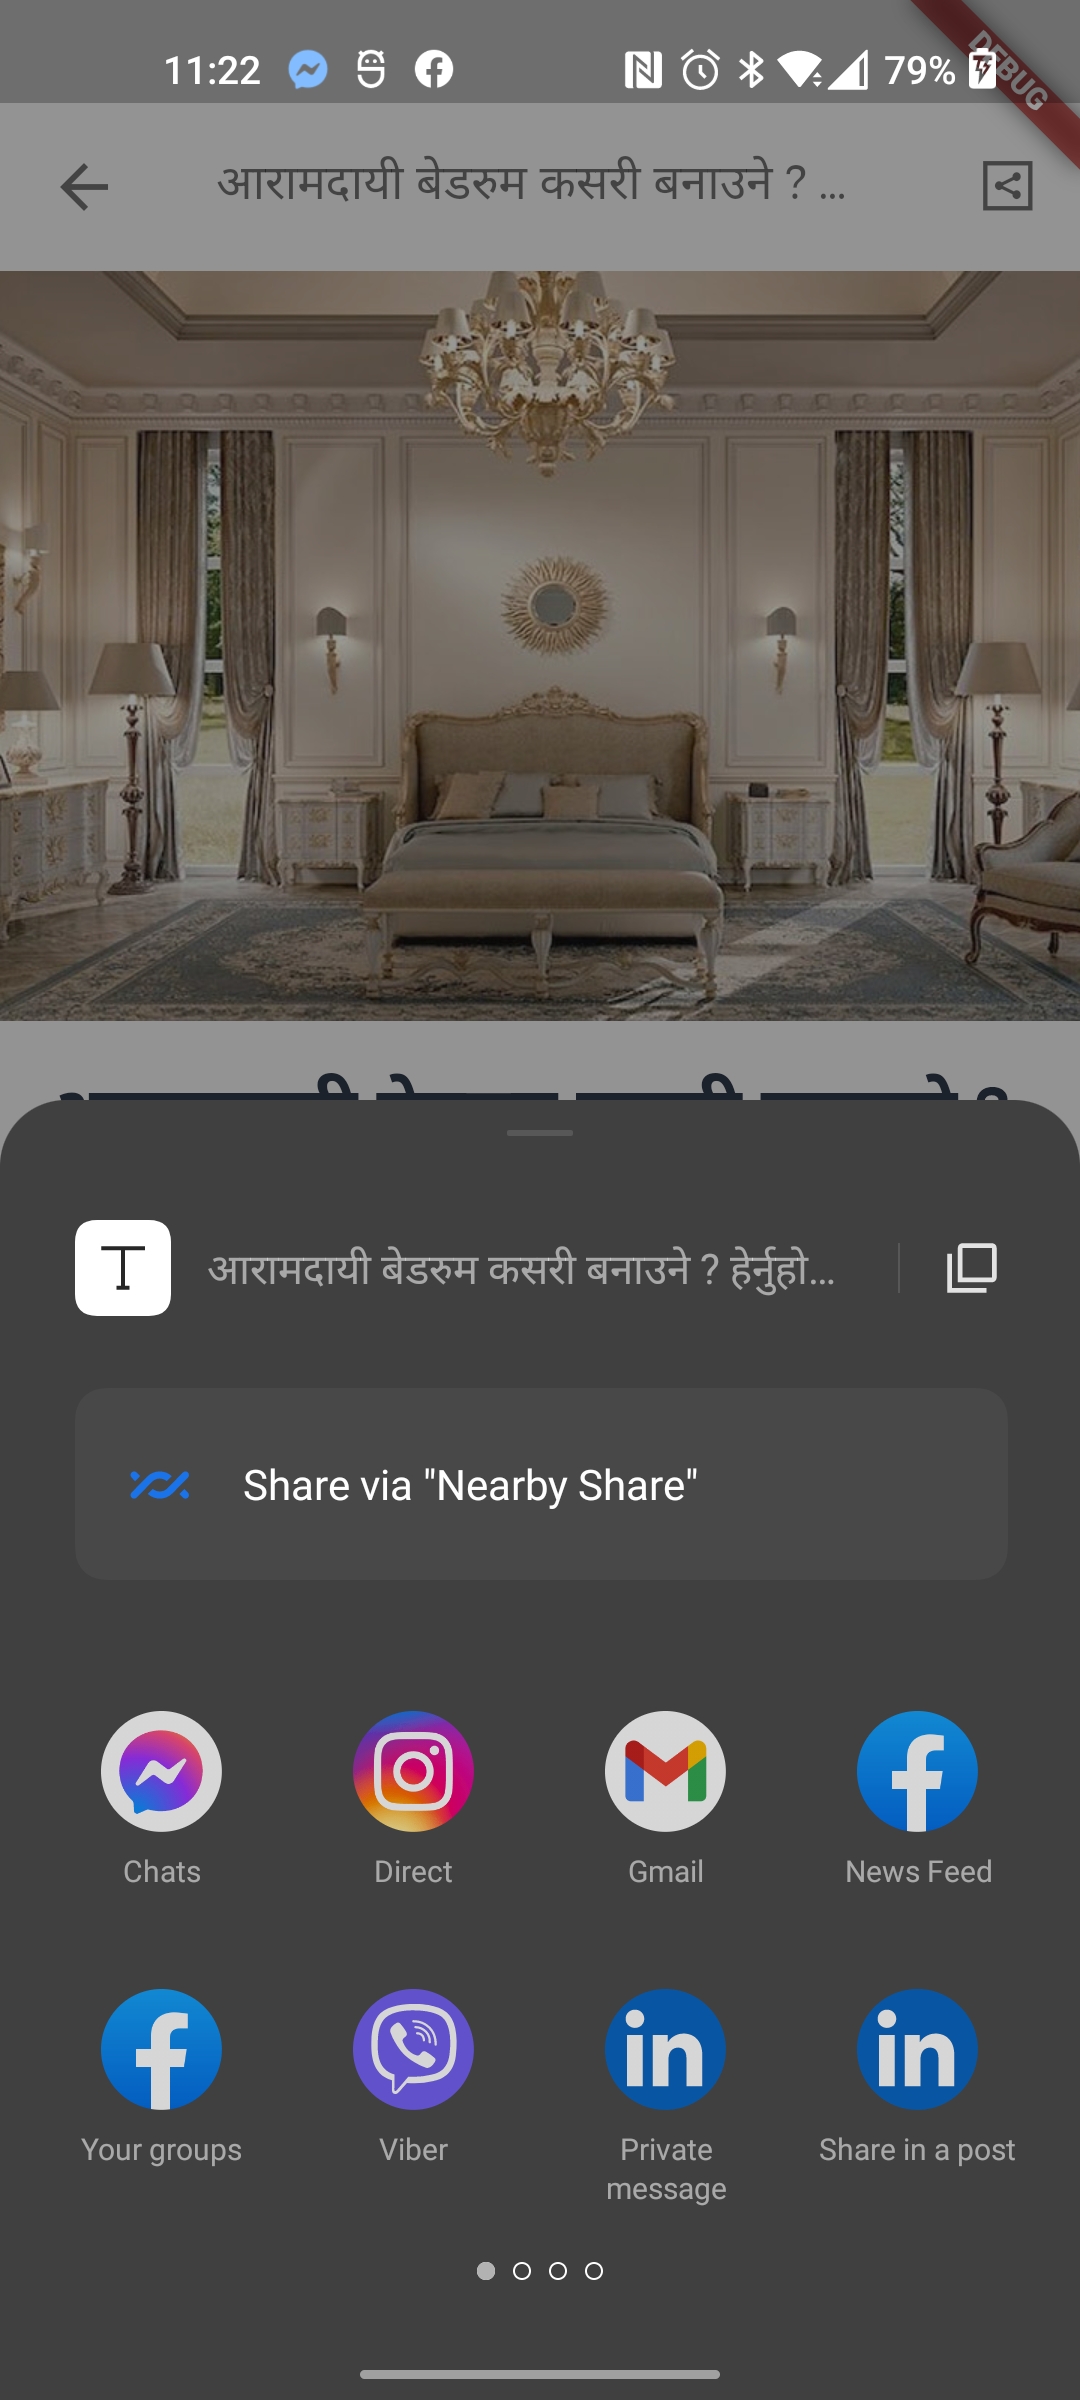 11:22
79%
DEBUG
आरामदायी बेडरुम कसरी बनाउने ? ...
आरामदायी बेडरुम कसरी बनाउने ? हेर्नुहो...
Share via "Nearby Share"
Chats
Direct
Gmail
News Feed
Your groups
Viber
Private
message
Share in a post